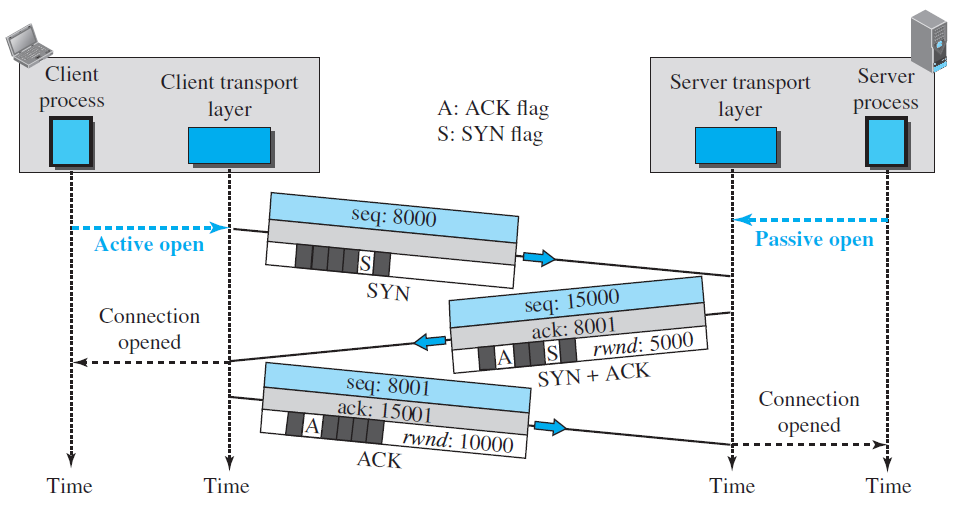 Client
process
Client transport
layer
Server transport
layer
Server
process
A: ACK flag
S: SYN flag
seq: 8000
S
SYN
Active open
Passive open
seq: 15000
ack: 8001
A S rwnd: 5000
SYN + ACK
Connection
opened
seq: 8001
ack: 15001
A rwnd: 10000
ACK
Connection
opened
Time
Time
Time
Time